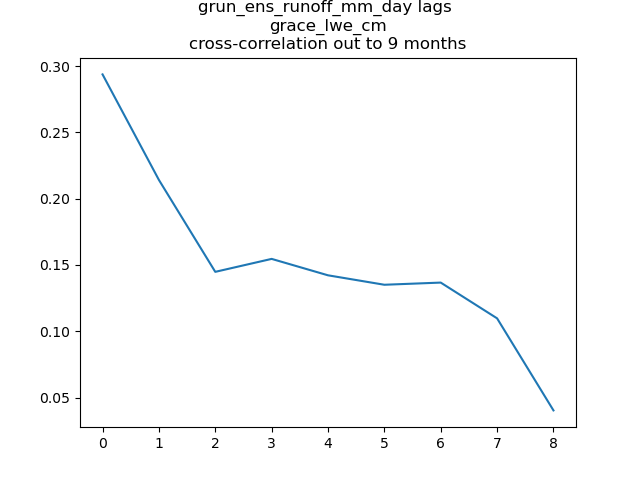 grun_ens_runoff_mm_day lags
grace_lwe_cm
cross-correlation out to 9 months
0.30
0.25
0.20
0.15
0.10
0.05
0 1 2 3 4 5 6 7 8